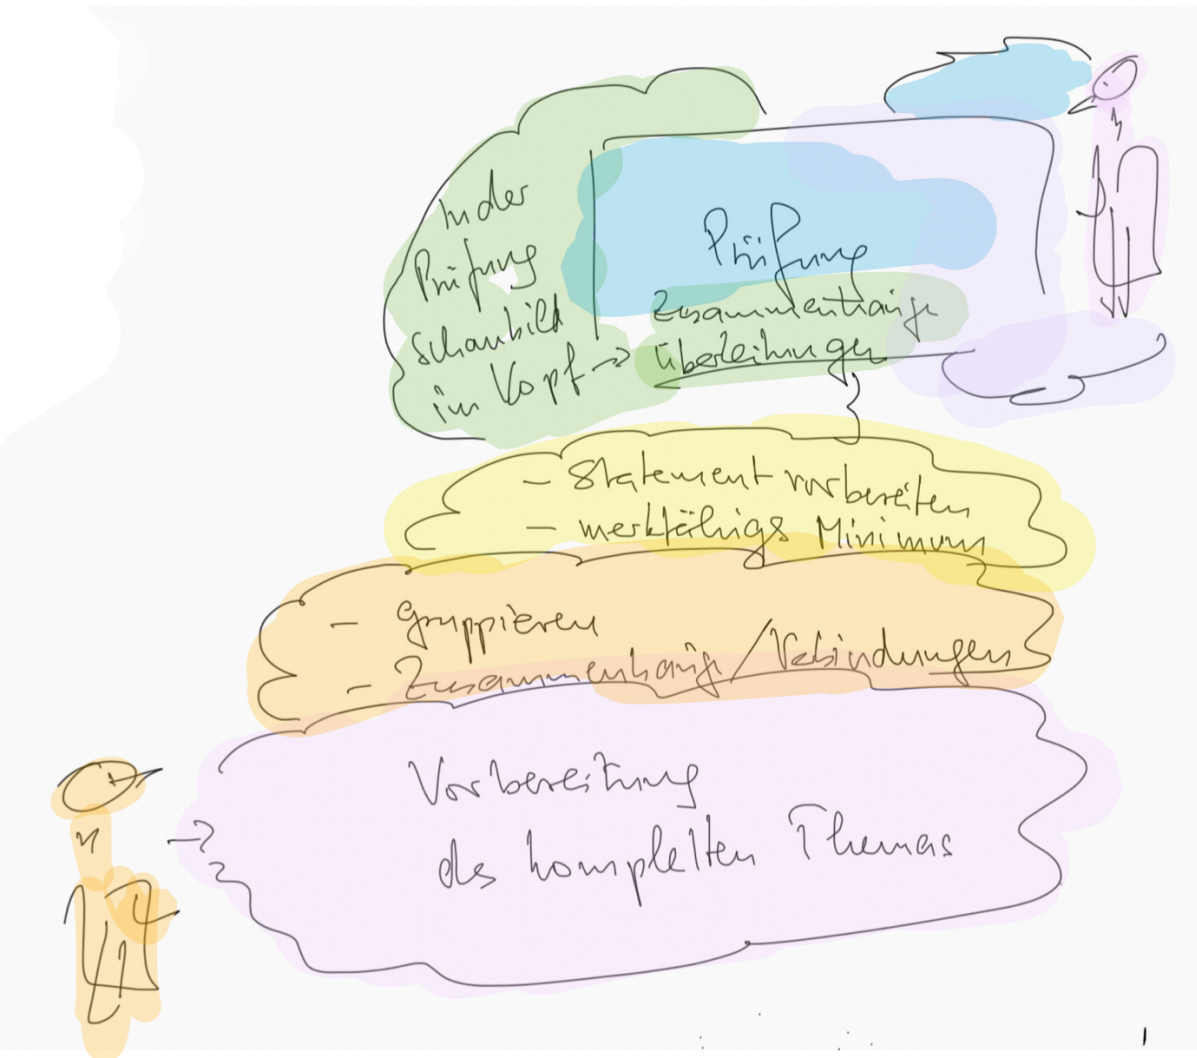 In der
Prüfung
Schaubild
im Kopf →
Prüfung
Zusammenhänge
Überleitungen
- Statement vorbereiten
- merkfähigs Minimum
- gruppieren
- Zusammenhänge/Verbindungen
Vorbereitung
des kompletten Themas